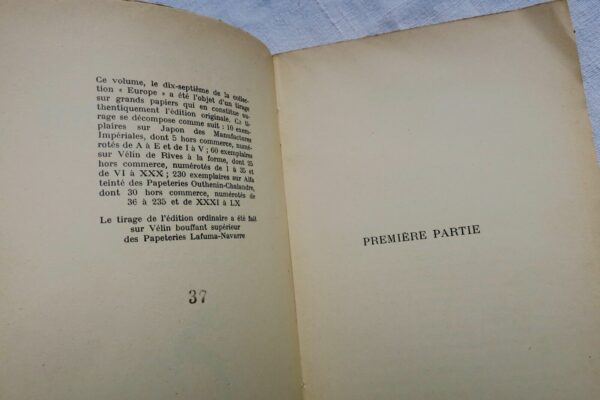 Ce volume, le dix-septième de la collec-
tion « Europe » a été l'objet d'un tirage
sur grands papiers qui en constitue au-
thentiquement l'édition originale. Ce ti-
rage se décompose comme suit : 10 exem-
plaires sur Japon des Manufactures
Impériales, dont 5 hors commerce, numé-
rotés de A à E et de I à V ; 60 exemplaires
sur Vélin de Rives à la forme, dont 25
hors commerce, numérotés de 1 à 35 et
de VI à XXX ; 230 exemplaires sur Alfa
teinté des Papeteries Outhenin-Chalandre,
dont 30 hors commerce, numérotés de
36 à 235 et de XXXI à LX
Le tirage de l'édition ordinaire a été fait
sur Vélin bouffant supérieur
des Papeteries Lafuma-Navarre
37
PREMIÈRE PARTIE